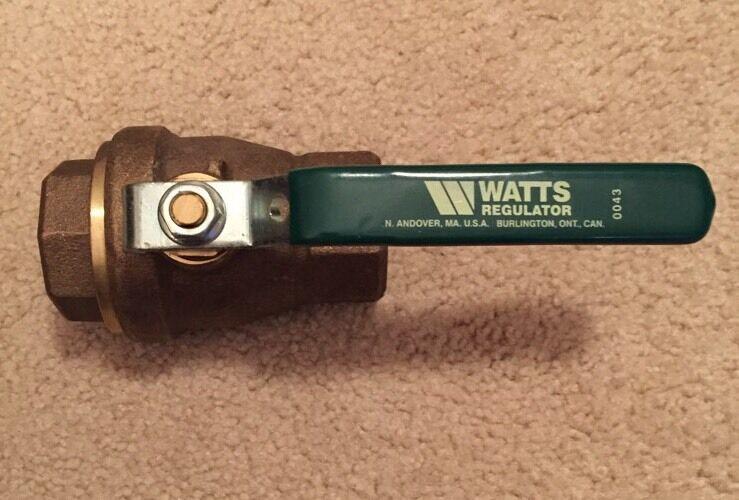 WATTS
REGULATOR
N. ANDOVER, MA. U.S.A. BURLINGTON, ONT., CAN.
0043